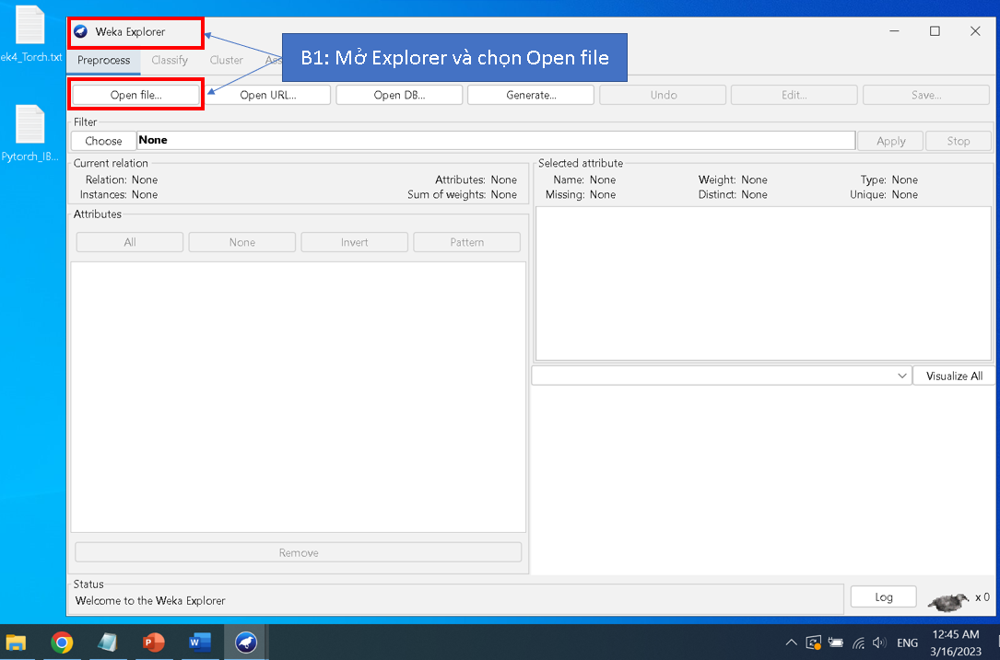 Weka Explorer
ek4_Torch.txt
Preprocess Classify Cluster
B1: Mở Explorer và chọn Open file
Open file... Open URL... Open DB... Generate... Undo Edit... Save...
Filter
Choose None Apply Stop
Pytorch_IB...
Current relation
Relation: None Attributes: None
Instances: None Sum of weights: None
Selected attribute
Name: None Weight: None Type: None
Missing: None Distinct: None Unique: None
Attributes
All None Invert Pattern
Visualize All
Remove
Status
Welcome to the Weka Explorer
Log
x 0
ENG
12:45 AM
3/16/2023